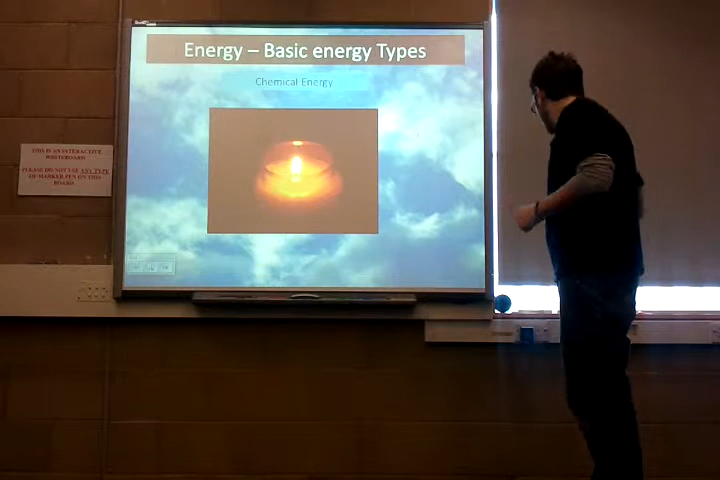 Energy – Basic energy Types
Chemical Energy
THIS IS AN INTERACTIVE
WHITEBOARD
PLEASE DO NOT USE ANY TYPE
OF MARKER PEN ON THIS
BOARD